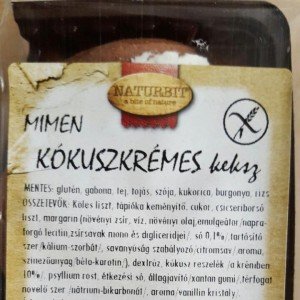 NATURBIT
a bite of nature
MIMEN
KÓKUSZKRÉMES keksz
MENTES: glutén, gabona, tej, tojás, szója, kukorica, burgonya, rizs
ÖSSZETEVŐK: Köles liszt, tápióka keményítő, cukor, csicseriborsó
liszt, margarin (növényi zsír, víz, növényi olaj,emulgeátor/napra-
forgó lecitin,zsírsavak mono és digliceridjei/, só 0,1%, tartósító
szer/kálium-szorbát/, savanyúság szabályozó/citromsav/ aroma,
színezőanyag/béta-karotin/), dextróz, kókusz reszelék /a krémben
10%/, psyllium rost, étkezési só, állagjavító/xantán gumi/, térfogat
növelő szer /nátrium-bikarbonát/, aroma/vanillin kristály